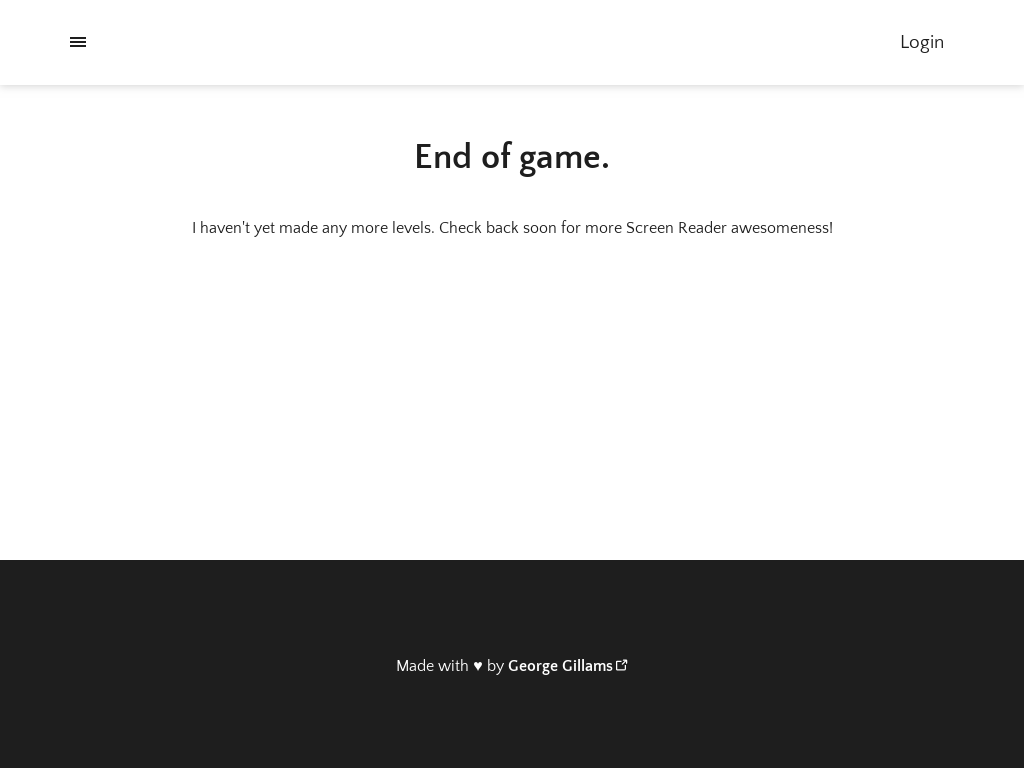 Login
End of game.
I haven't yet made any more levels. Check back soon for more Screen Reader awesomeness!
Made with ♥ by George Gillams